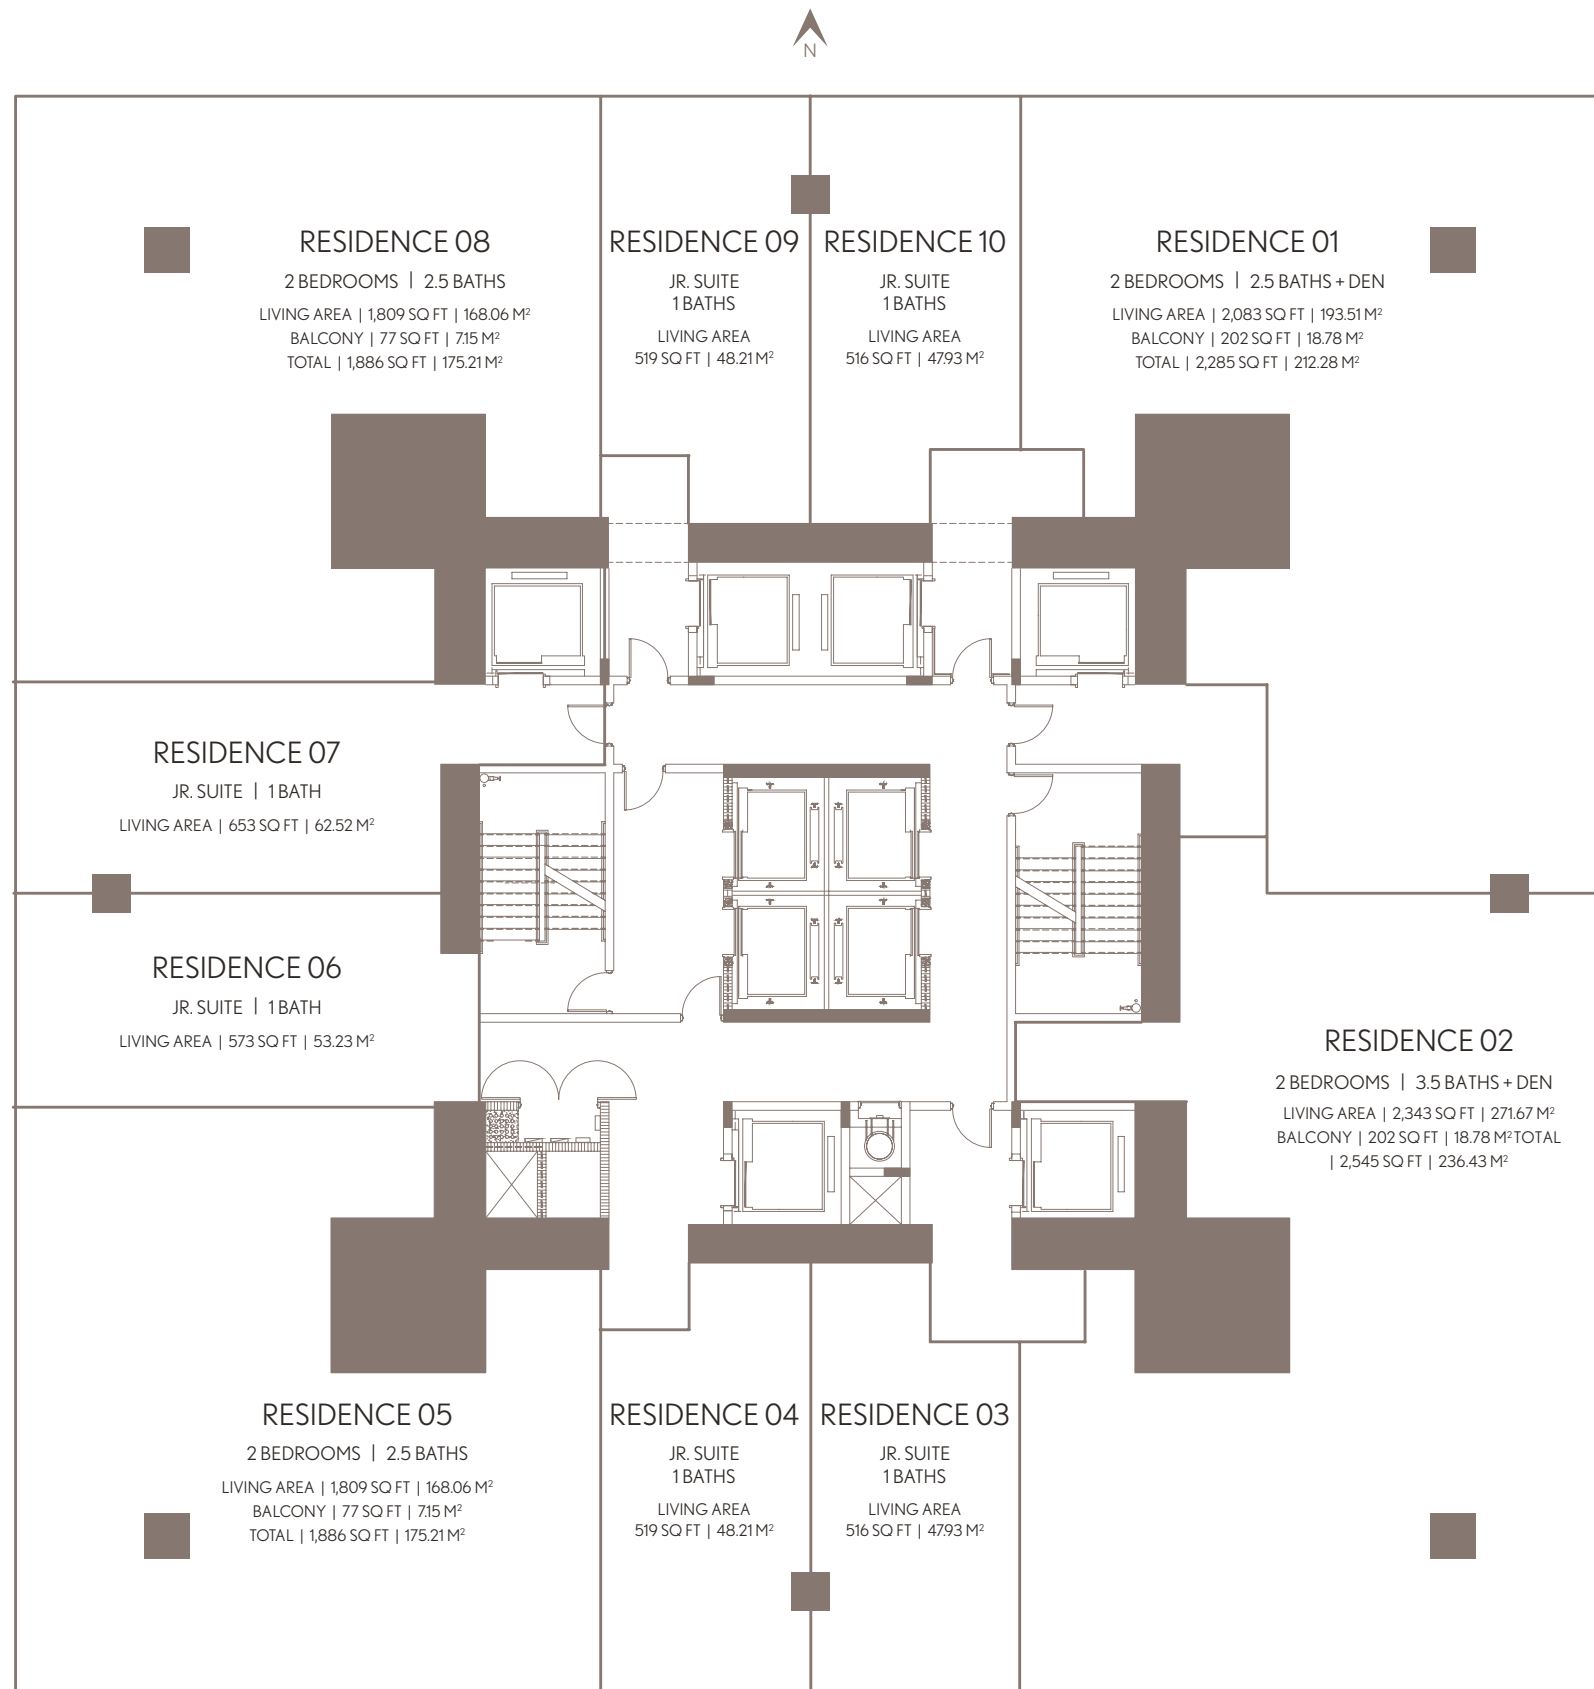 N
RESIDENCE 08
2 BEDROOMS | 2.5 BATHS
LIVING AREA | 1,809 SQ FT | 168.06 M²
BALCONY | 77 SQ FT | 7.15 M²
TOTAL | 1,886 SQ FT | 175.21 M²
RESIDENCE 09
JR. SUITE
1 BATHS
LIVING AREA
519 SQ FT | 48.21 M²
RESIDENCE 10
JR. SUITE
1 BATHS
LIVING AREA
516 SQ FT | 47.93 M²
RESIDENCE 01
2 BEDROOMS | 2.5 BATHS + DEN
LIVING AREA | 2,083 SQ FT | 193.51 M²
BALCONY | 202 SQ FT | 18.78 M²
TOTAL | 2,285 SQ FT | 212.28 M²
RESIDENCE 07
JR. SUITE | 1 BATH
LIVING AREA | 653 SQ FT | 62.52 M²
RESIDENCE 06
JR. SUITE | 1 BATH
LIVING AREA | 573 SQ FT | 53.23 M²
RESIDENCE 02
2 BEDROOMS | 3.5 BATHS + DEN
LIVING AREA | 2,343 SQ FT | 271.67 M²
BALCONY | 202 SQ FT | 18.78 M² TOTAL
| 2,545 SQ FT | 236.43 M²
RESIDENCE 05
2 BEDROOMS | 2.5 BATHS
LIVING AREA | 1,809 SQ FT | 168.06 M²
BALCONY | 77 SQ FT | 7.15 M²
TOTAL | 1,886 SQ FT | 175.21 M²
RESIDENCE 04
JR. SUITE
1 BATHS
LIVING AREA
519 SQ FT | 48.21 M²
RESIDENCE 03
JR. SUITE
1 BATHS
LIVING AREA
516 SQ FT | 47.93 M²